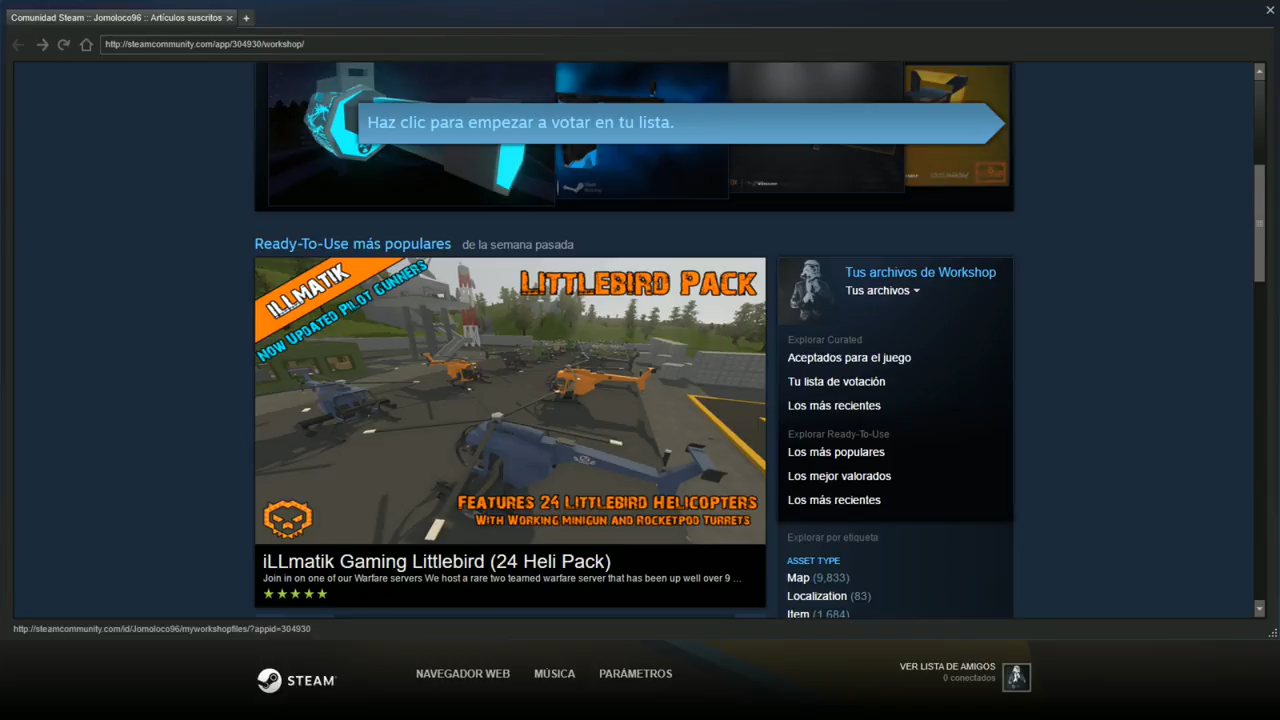 Comunidad Steam :: Jomoloco96 :: Artículos suscritos
http://steamcommunity.com/app/304930/workshop/
Haz clic para empezar a votar en tu lista.
Ready-To-Use más populares de la semana pasada
ILLMATIK
NOW UPDATED PILOT GUNNERS
LITTLEBIRD PACK
FEATURES 24 LITTLEBIRD HELICOPTERS
WITH WORKING MINIGUN AND ROCKETPOD TURRETS
iLLmatik Gaming Littlebird (24 Heli Pack)
Join in on one of our Warfare servers We host a rare two teamed warfare server that has been up well over 9 ...
Tus archivos de Workshop
Tus archivos
Explorar Curated
Aceptados para el juego
Tu lista de votación
Los más recientes
Explorar Ready-To-Use
Los más populares
Los mejor valorados
Los más recientes
Explorar por etiqueta
ASSET TYPE
Map (9,833)
Localization (83)
Item (1,684)
http://steamcommunity.com/id/Jomoloco96/myworkshopfiles/?appid=304930
STEAM
NAVEGADOR WEB
MÚSICA
PARÁMETROS
VER LISTA DE AMIGOS
0 conectados